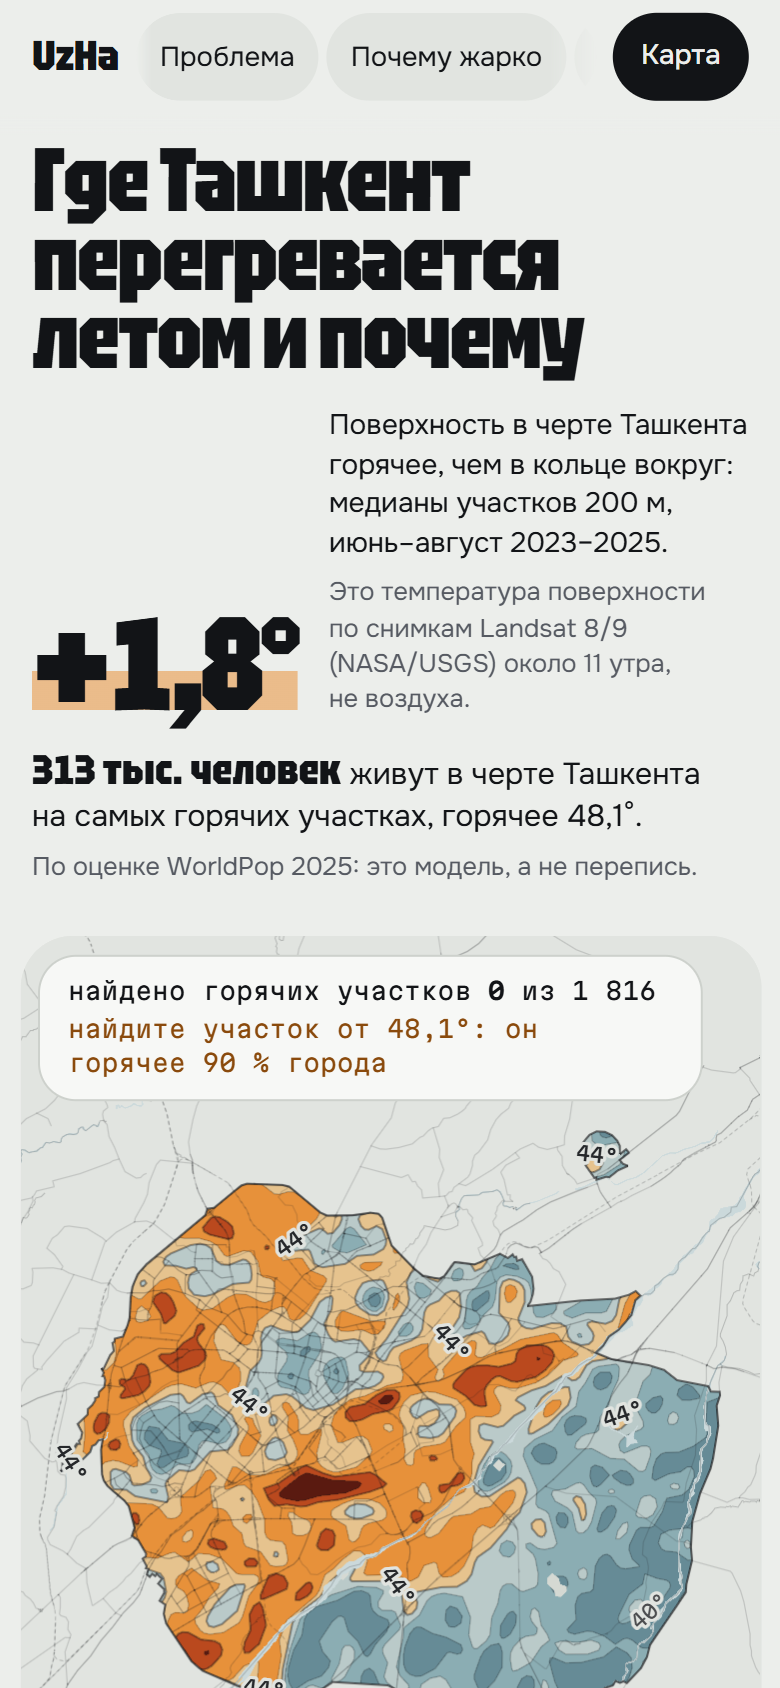 UzHa
Проблема
Почему жарко
Карта
Где Ташкент
перегревается
летом и почему
Поверхность в черте Ташкента
горячее, чем в кольце вокруг:
медианы участков 200 м,
июнь–август 2023–2025.
Это температура поверхности
по снимкам Landsat 8/9
(NASA/USGS) около 11 утра,
не воздуха.
+1,8°
313 тыс. человек живут в черте Ташкента
на самых горячих участках, горячее 48,1°.
По оценке WorldPop 2025: это модель, а не перепись.
найдено горячих участков 0 из 1 816
найдите участок от 48,1°: он
горячее 90 % города
44°
44°
44°
44°
44°
44°
44°
40°
44°